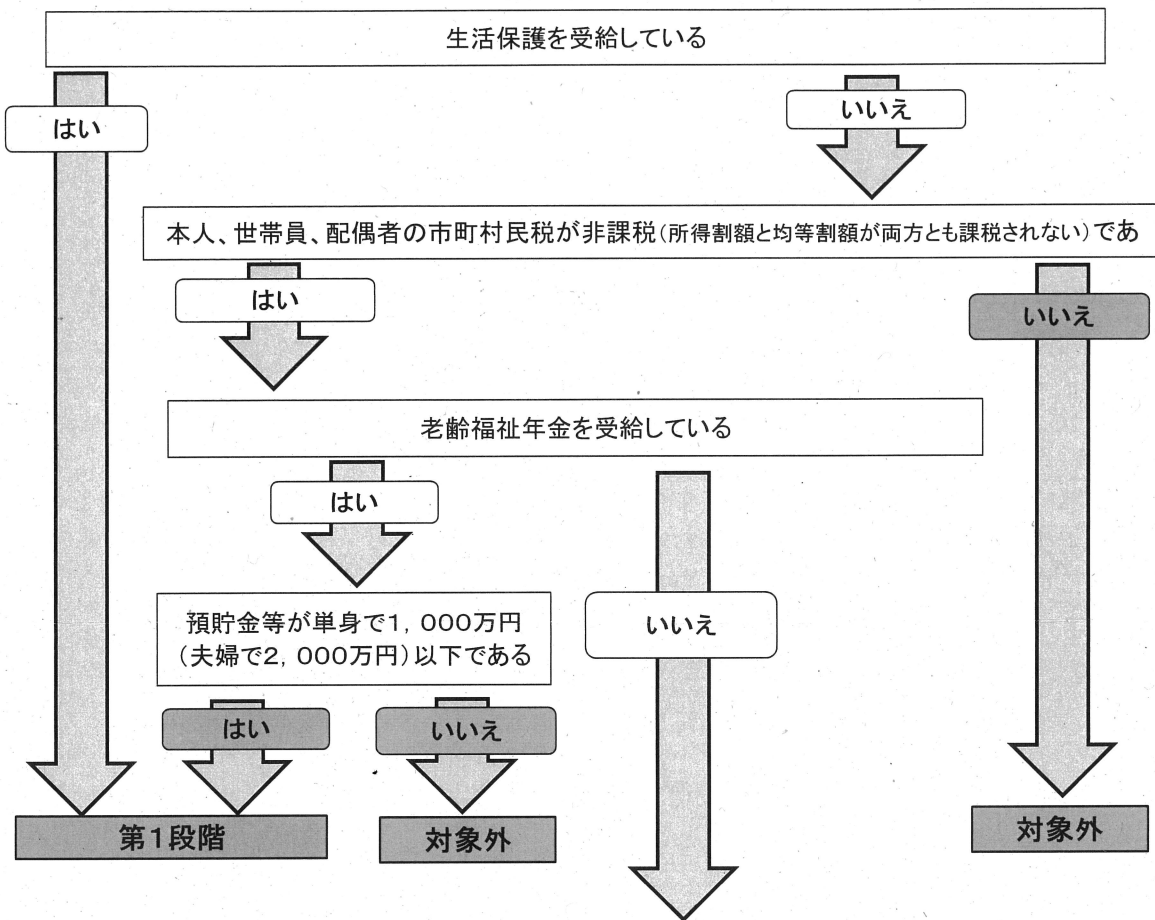 生活保護を受給している
はい
いいえ
本人、世帯員、配偶者の市町村民税が非課税(所得割額と均等割額が両方とも課税されない)であ
はい
いいえ
老齢福祉年金を受給している
はい
いいえ
預貯金等が単身で1,000万円
(夫婦で2,000万円)以下である
はい
いいえ
第1段階
対象外
対象外